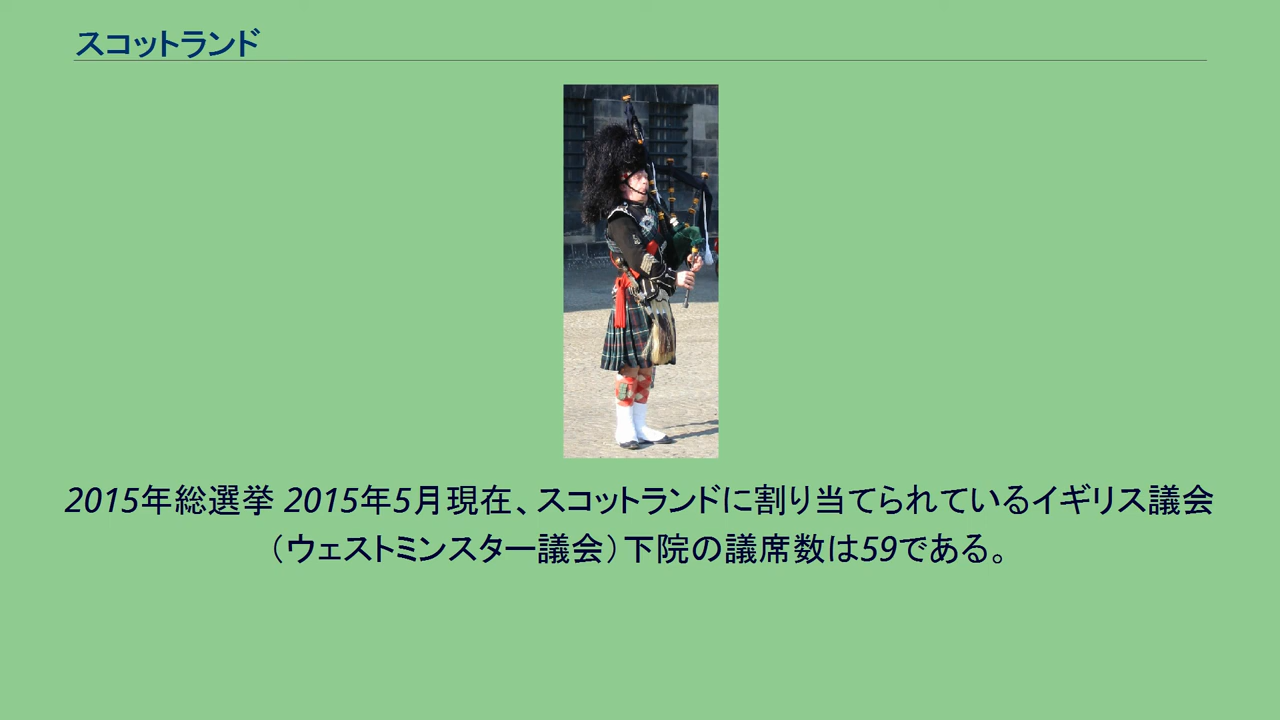 スコットランド
2015年総選挙 2015年5月現在、スコットランドに割り当てられているイギリス議会
（ウェストミンスター議会）下院の議席数は59である。